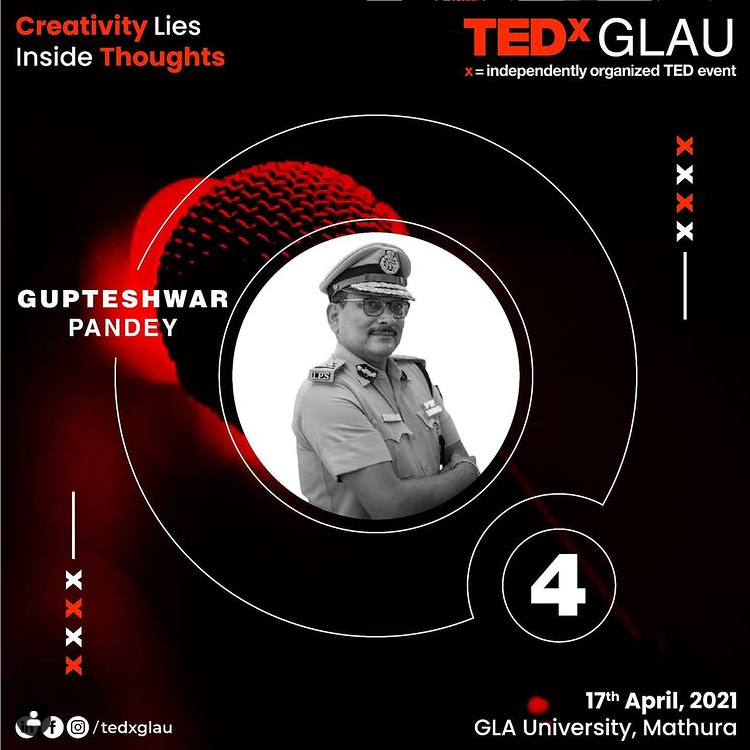 Creativity Lies
Inside Thoughts
TEDx GLAU
x = independently organized TED event
x
x
x
x
GUPTESHWAR
PANDEY
IPS
4
x
x
x
x
17th April, 2021
GLA University, Mathura
/tedxglau